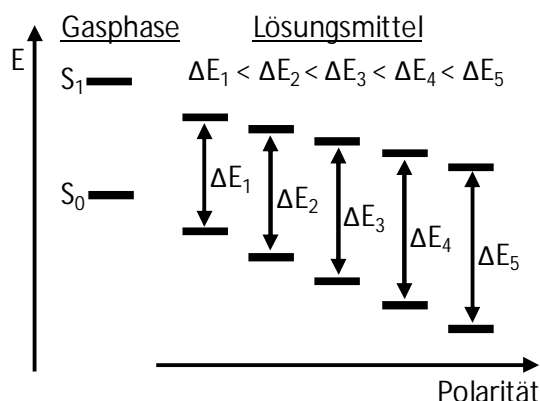 Gasphase Lösungsmittel
E
S₁ ΔE₁ < ΔE₂ < ΔE₃ < ΔE₄ < ΔE₅
S₀ ΔE₁ ΔE₂ ΔE₃ ΔE₄ ΔE₅
Polarität